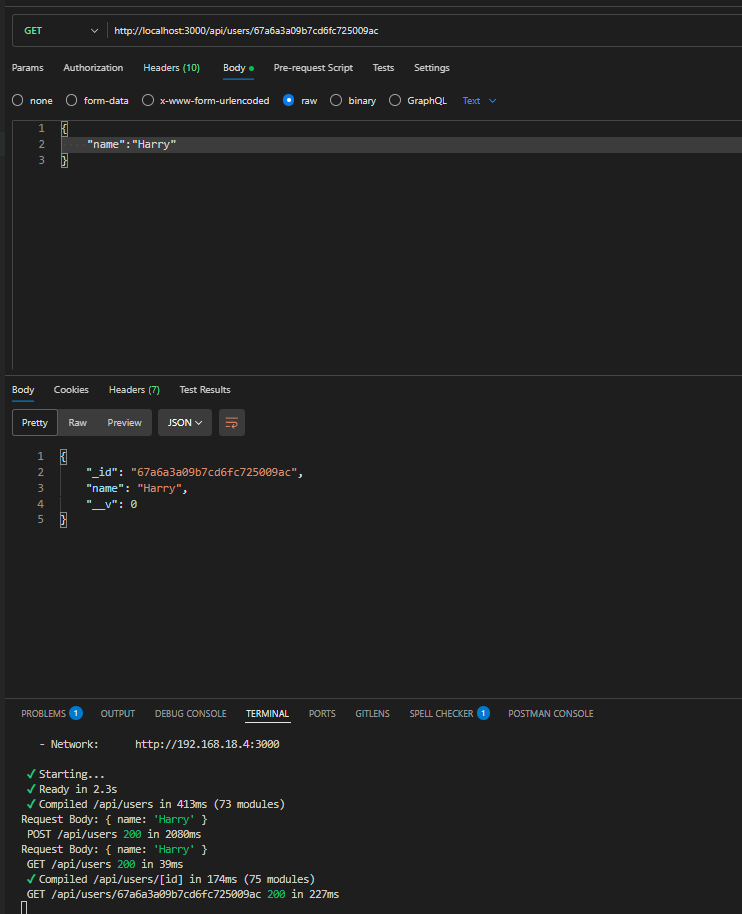 GET http://localhost:3000/api/users/67a6a3a09b7cd6fc725009ac
Params Authorization Headers (10) Body Pre-request Script Tests Settings
none form-data x-www-form-urlencoded raw binary GraphQL Text
1 {
2 "name":"Harry"
3 }
Body Cookies Headers (7) Test Results
Pretty Raw Preview JSON
1 {
2 "_id": "67a6a3a09b7cd6fc725009ac",
3 "name": "Harry",
4 "__v": 0
5 }
PROBLEMS 1 OUTPUT DEBUG CONSOLE TERMINAL PORTS GITLENS SPELL CHECKER 1 POSTMAN CONSOLE
- Network: http://192.168.18.4:3000
✓ Starting...
✓ Ready in 2.3s
✓ Compiled /api/users in 413ms (73 modules)
Request Body: { name: 'Harry' }
POST /api/users 200 in 2080ms
Request Body: { name: 'Harry' }
GET /api/users 200 in 39ms
✓ Compiled /api/users/[id] in 174ms (75 modules)
GET /api/users/67a6a3a09b7cd6fc725009ac 200 in 227ms